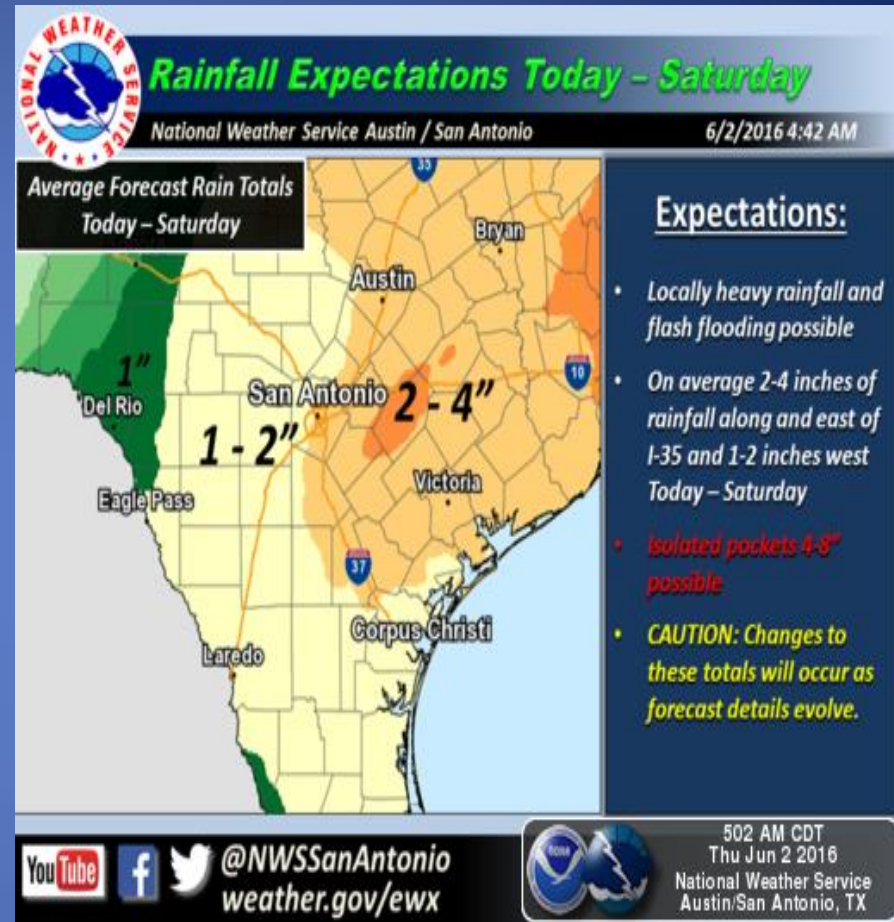 NATIONAL WEATHER SERVICE
Rainfall Expectations Today – Saturday
National Weather Service Austin / San Antonio 6/2/2016 4:42 AM
Average Forecast Rain Totals
Today – Saturday
35
Bryan
Austin
1"
San Antonio
2 - 4"
10
Del Rio
1 - 2"
Victoria
Eagle Pass
37
Corpus Christi
Laredo
Expectations:
• Locally heavy rainfall and
flash flooding possible
• On average 2-4 inches of
rainfall along and east of
I-35 and 1-2 inches west
Today – Saturday
• Isolated pockets 4-8"
possible
• CAUTION: Changes to
these totals will occur as
forecast details evolve.
YouTube
@NWSSanAntonio
weather.gov/ewx
noaa
502 AM CDT
Thu Jun 2 2016
National Weather Service
Austin/San Antonio, TX